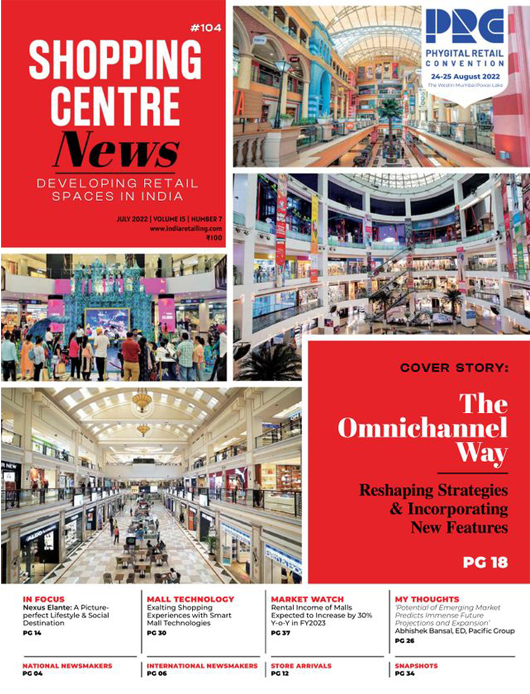 #104
SHOPPING
CENTRE
News
DEVELOPING RETAIL
SPACES IN INDIA
JULY 2022 | VOLUME 15 | NUMBER 7
www.indiaretailing.com
₹100
PRC
PHYGITAL RETAIL
CONVENTION
24-25 August 2022
The Westin Mumbai Powai Lake
COVER STORY:
The
Omnichannel
Way
Reshaping Strategies
& Incorporating
New Features
PG 18
IN FOCUS
Nexus Elante: A Picture-
perfect Lifestyle & Social
Destination
PG 14
MALL TECHNOLOGY
Exalting Shopping
Experiences with Smart
Mall Technologies
PG 30
MARKET WATCH
Rental Income of Malls
Expected to Increase by 30%
Y-o-Y in FY2023
PG 37
MY THOUGHTS
'Potential of Emerging Market
Predicts Immense Future
Projections and Expansion'
Abhishek Bansal, ED, Pacific Group
PG 26
NATIONAL NEWSMAKERS
PG 04
INTERNATIONAL NEWSMAKERS
PG 06
STORE ARRIVALS
PG 12
SNAPSHOTS
PG 34